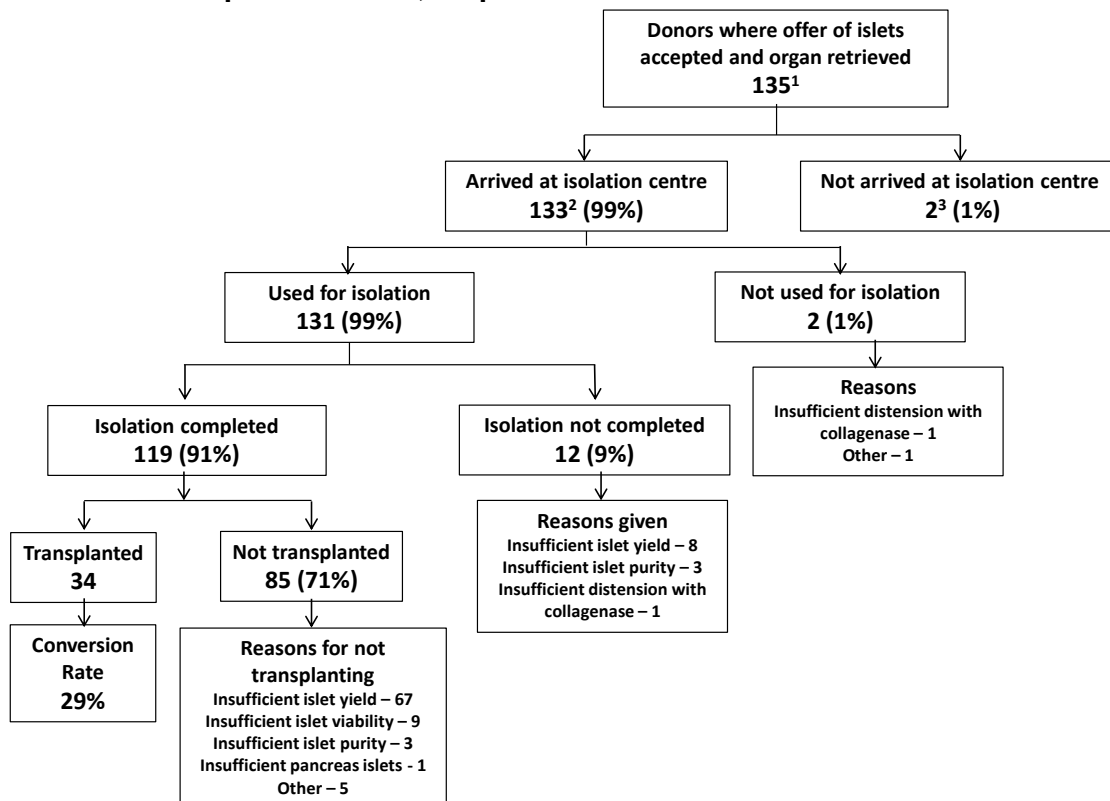 Donors where offer of islets
accepted and organ retrieved
135¹
Arrived at isolation centre
133² (99%)
Not arrived at isolation centre
2³ (1%)
Used for isolation
131 (99%)
Not used for isolation
2 (1%)
Reasons
Insufficient distension with
collagenase – 1
Other – 1
Isolation completed
119 (91%)
Isolation not completed
12 (9%)
Reasons given
Insufficient islet yield – 8
Insufficient islet purity – 3
Insufficient distension with
collagenase – 1
Transplanted
34
Not transplanted
85 (71%)
Conversion
Rate
29%
Reasons for not
transplanting
Insufficient islet yield – 67
Insufficient islet viability – 9
Insufficient islet purity – 3
Insufficient pancreas islets - 1
Other – 5